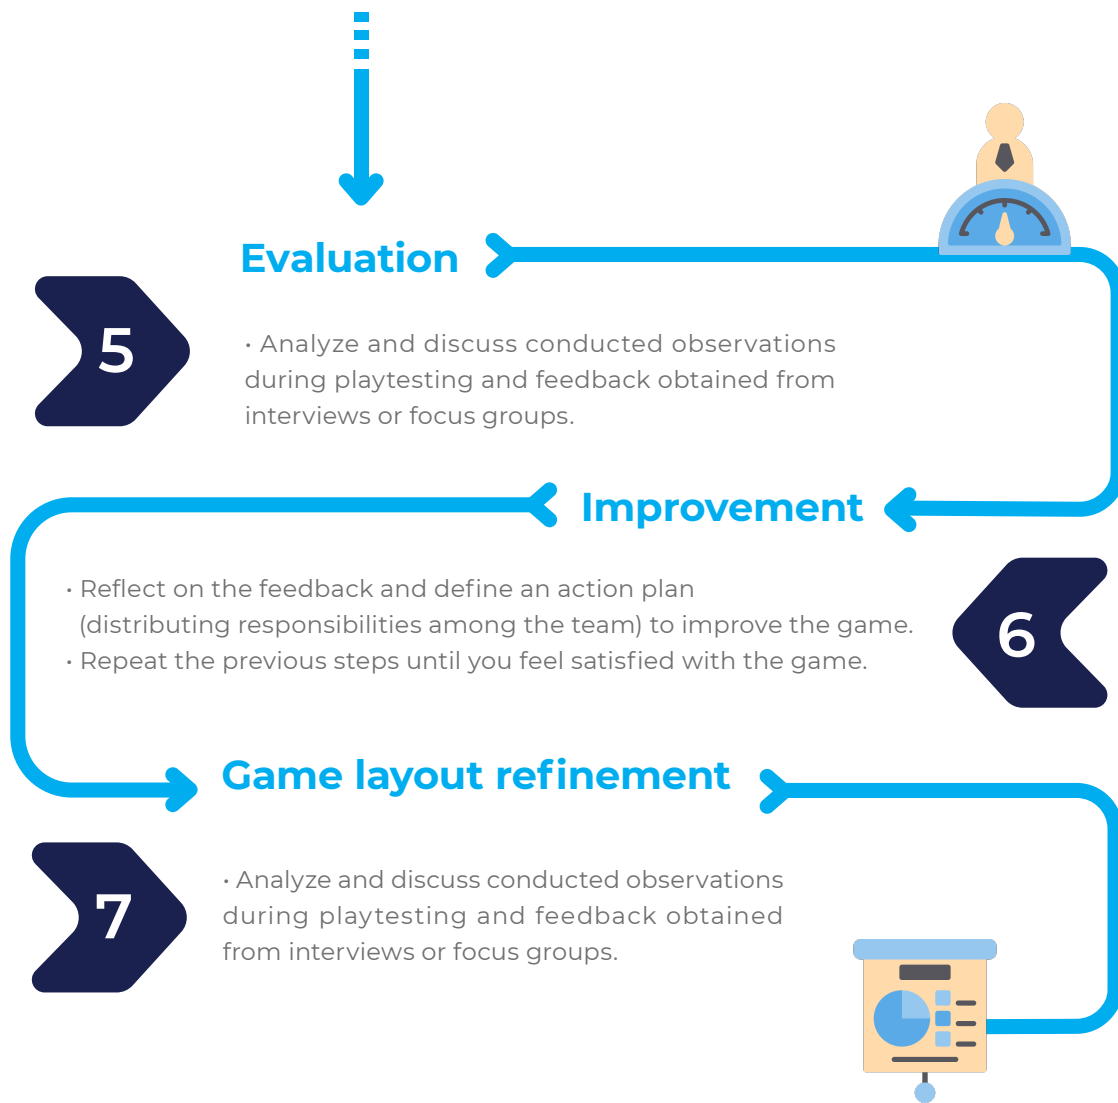 Evaluation
5
• Analyze and discuss conducted observations
during playtesting and feedback obtained from
interviews or focus groups.
Improvement
• Reflect on the feedback and define an action plan
(distributing responsibilities among the team) to improve the game.
• Repeat the previous steps until you feel satisfied with the game.
6
Game layout refinement
7
• Analyze and discuss conducted observations
during playtesting and feedback obtained
from interviews or focus groups.